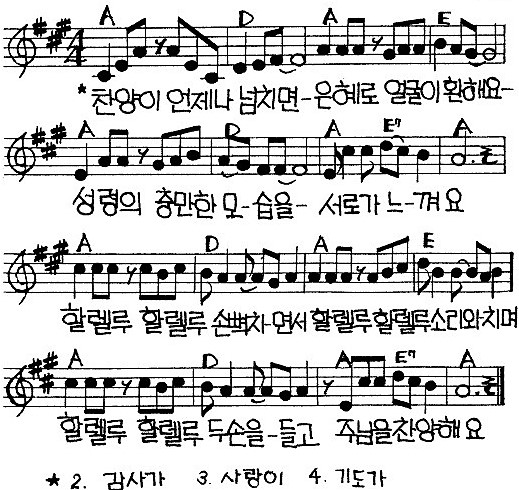 A D A E
4 4
* 찬양이 언제나 넘치면-은혜로 얼굴이 환해요-
A A E7 A
성령의 충만한 모-습을- 서로가 느-껴요
A D A E
할렐루 할렐루 손뼉치-면서 할렐루 할렐루 소리외치며
A D A E7 A
할렐루 할렐루 두손을-들고 주님을찬양해요
* 2. 감사가 3. 사랑이 4. 기도가